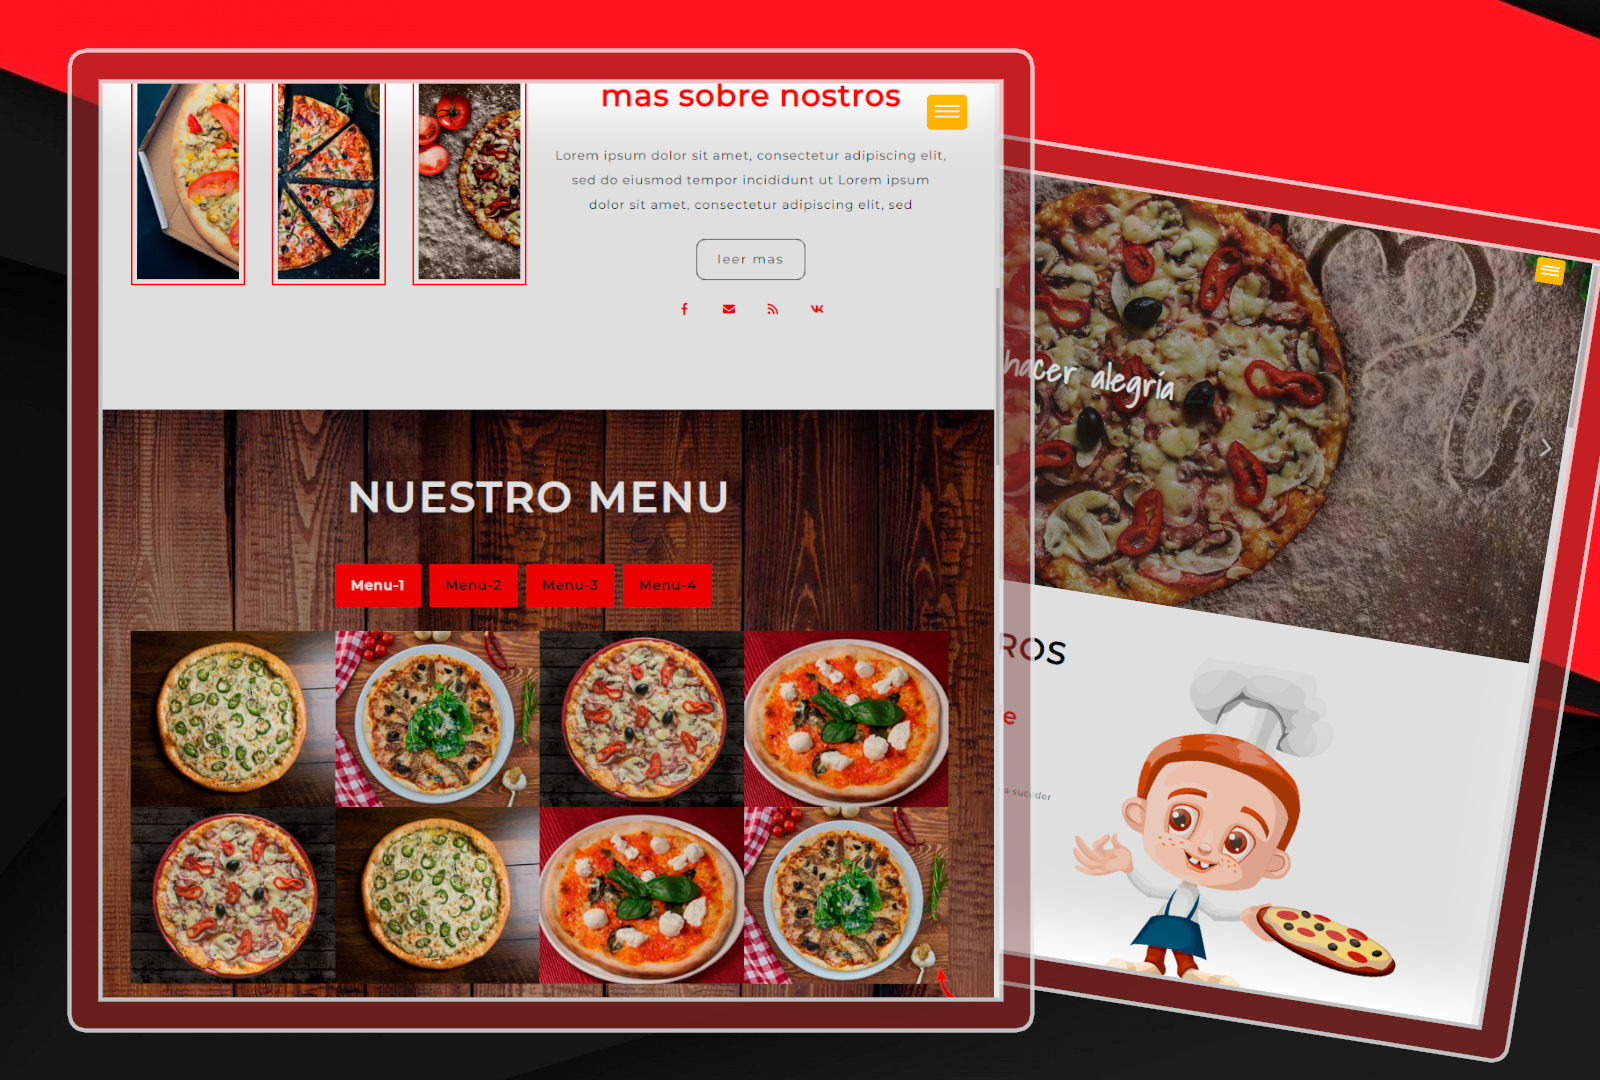 mas sobre nostros
Lorem ipsum dolor sit amet, consectetur adipiscing elit,
sed do eiusmod tempor incididunt ut Lorem ipsum
dolor sit amet, consectetur adipiscing elit, sed
leer mas
NUESTRO MENU
Menu-1 Menu-2 Menu-3 Menu-4
hacer alegría
ROS
e
a suceder